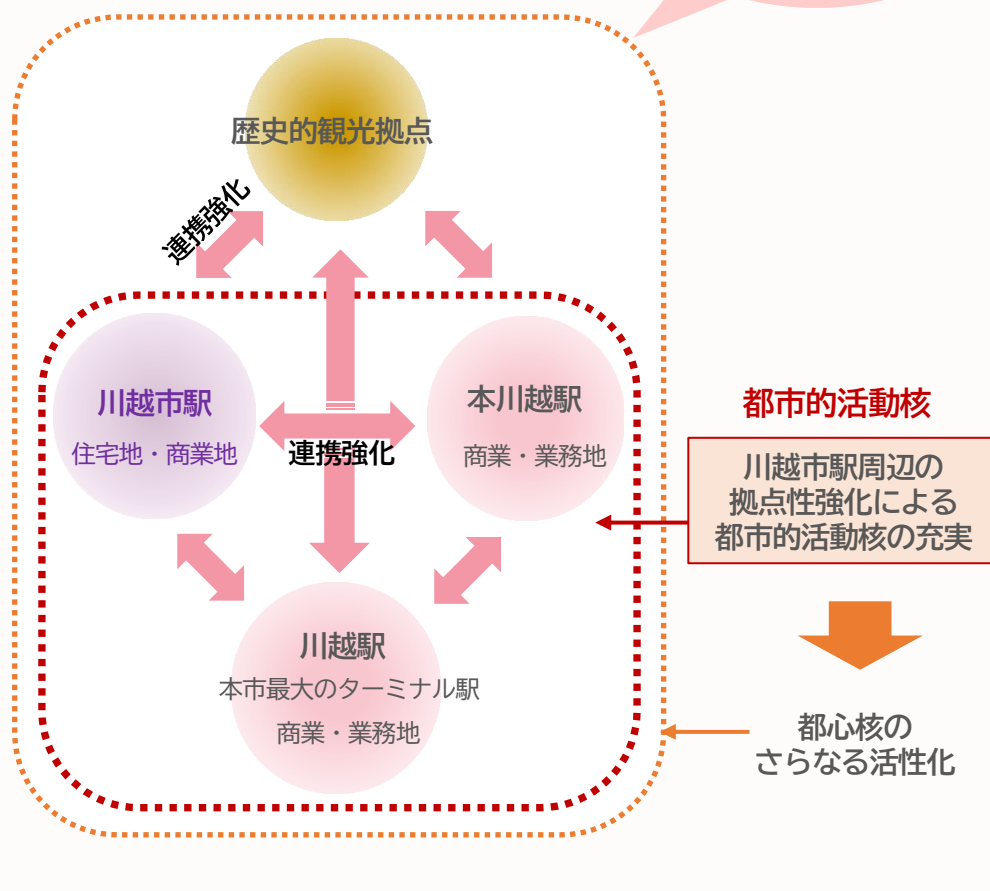 歴史的観光拠点
連携強化
川越市駅
住宅地・商業地
連携強化
本川越駅
商業・業務地
川越駅
本市最大のターミナル駅
商業・業務地
都市的活動核
川越市駅周辺の
拠点性強化による
都市的活動核の充実
都心核の
さらなる活性化